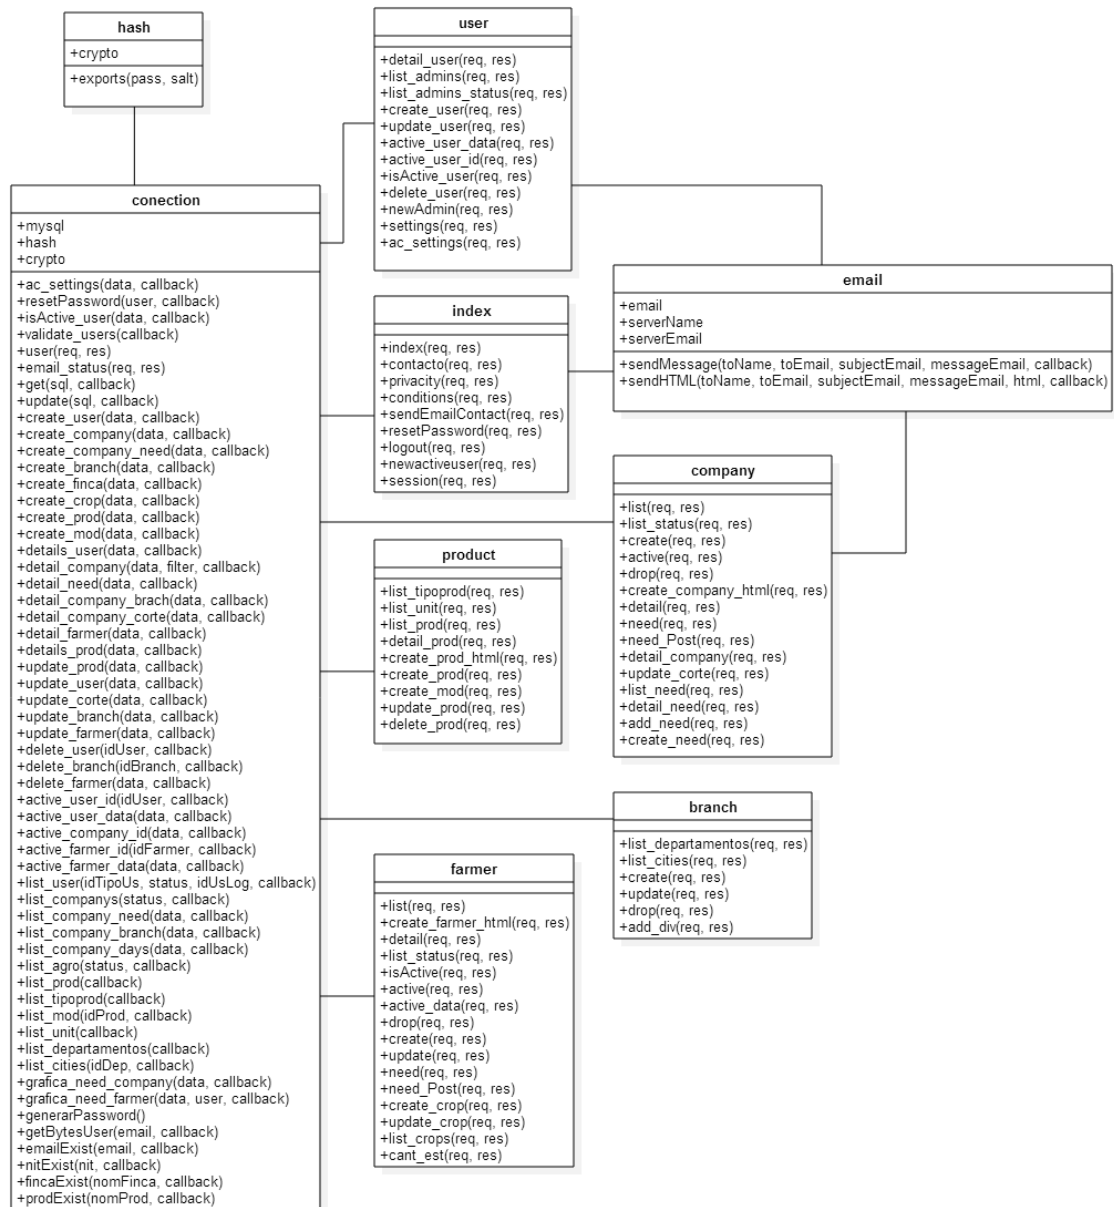 hash
+crypto
+exports(pass, salt)
conection
+mysql
+hash
+crypto
+ac_settings(data, callback)
+resetPassword(user, callback)
+isActive_user(data, callback)
+validate_users(callback)
+user(req, res)
+email_status(req, res)
+get(sql, callback)
+update(sql, callback)
+create_user(data, callback)
+create_company(data, callback)
+create_company_need(data, callback)
+create_branch(data, callback)
+create_finca(data, callback)
+create_crop(data, callback)
+create_prod(data, callback)
+create_mod(data, callback)
+details_user(data, callback)
+detail_company(data, filter, callback)
+detail_need(data, callback)
+detail_company_brach(data, callback)
+detail_company_corte(data, callback)
+detail_farmer(data, callback)
+details_prod(data, callback)
+update_prod(data, callback)
+update_user(data, callback)
+update_corte(data, callback)
+update_branch(data, callback)
+update_farmer(data, callback)
+delete_user(idUser, callback)
+delete_branch(idBranch, callback)
+delete_farmer(data, callback)
+active_user_id(idUser, callback)
+active_user_data(data, callback)
+active_company_id(data, callback)
+active_farmer_id(idFarmer, callback)
+active_farmer_data(data, callback)
+list_user(idTipoUs, status, idUsLog, callback)
+list_companys(status, callback)
+list_company_need(data, callback)
+list_company_branch(data, callback)
+list_company_days(data, callback)
+list_agro(status, callback)
+list_prod(callback)
+list_tipoprod(callback)
+list_mod(idProd, callback)
+list_unit(callback)
+list_departamentos(callback)
+list_cities(idDep, callback)
+grafica_need_company(data, callback)
+grafica_need_farmer(data, user, callback)
+generarPassword()
+getBytesUser(email, callback)
+emailExist(email, callback)
+nitExist(nit, callback)
+fincaExist(nomFinca, callback)
+prodExist(nomProd, callback)
user
+detail_user(req, res)
+list_admins(req, res)
+list_admins_status(req, res)
+create_user(req, res)
+update_user(req, res)
+active_user_data(req, res)
+active_user_id(req, res)
+isActive_user(req, res)
+delete_user(req, res)
+newAdmin(req, res)
+settings(req, res)
+ac_settings(req, res)
index
+index(req, res)
+contacto(req, res)
+privacity(req, res)
+conditions(req, res)
+sendEmailContact(req, res)
+resetPassword(req, res)
+logout(req, res)
+newactiveuser(req, res)
+session(req, res)
product
+list_tipoprod(req, res)
+list_unit(req, res)
+list_prod(req, res)
+detail_prod(req, res)
+create_prod_html(req, res)
+create_prod(req, res)
+create_mod(req, res)
+update_prod(req, res)
+delete_prod(req, res)
farmer
+list(req, res)
+create_farmer_html(req, res)
+detail(req, res)
+list_status(req, res)
+isActive(req, res)
+active(req, res)
+active_data(req, res)
+drop(req, res)
+create(req, res)
+update(req, res)
+need(req, res)
+need_Post(req, res)
+create_crop(req, res)
+update_crop(req, res)
+list_crops(req, res)
+cant_est(req, res)
email
+email
+serverName
+serverEmail
+sendMessage(toName, toEmail, subjectEmail, messageEmail, callback)
+sendHTML(toName, toEmail, subjectEmail, messageEmail, html, callback)
company
+list(req, res)
+list_status(req, res)
+create(req, res)
+active(req, res)
+drop(req, res)
+create_company_html(req, res)
+detail(req, res)
+need(req, res)
+need_Post(req, res)
+detail_company(req, res)
+update_corte(req, res)
+list_need(req, res)
+detail_need(req, res)
+add_need(req, res)
+create_need(req, res)
branch
+list_departamentos(req, res)
+list_cities(req, res)
+create(req, res)
+update(req, res)
+drop(req, res)
+add_div(req, res)